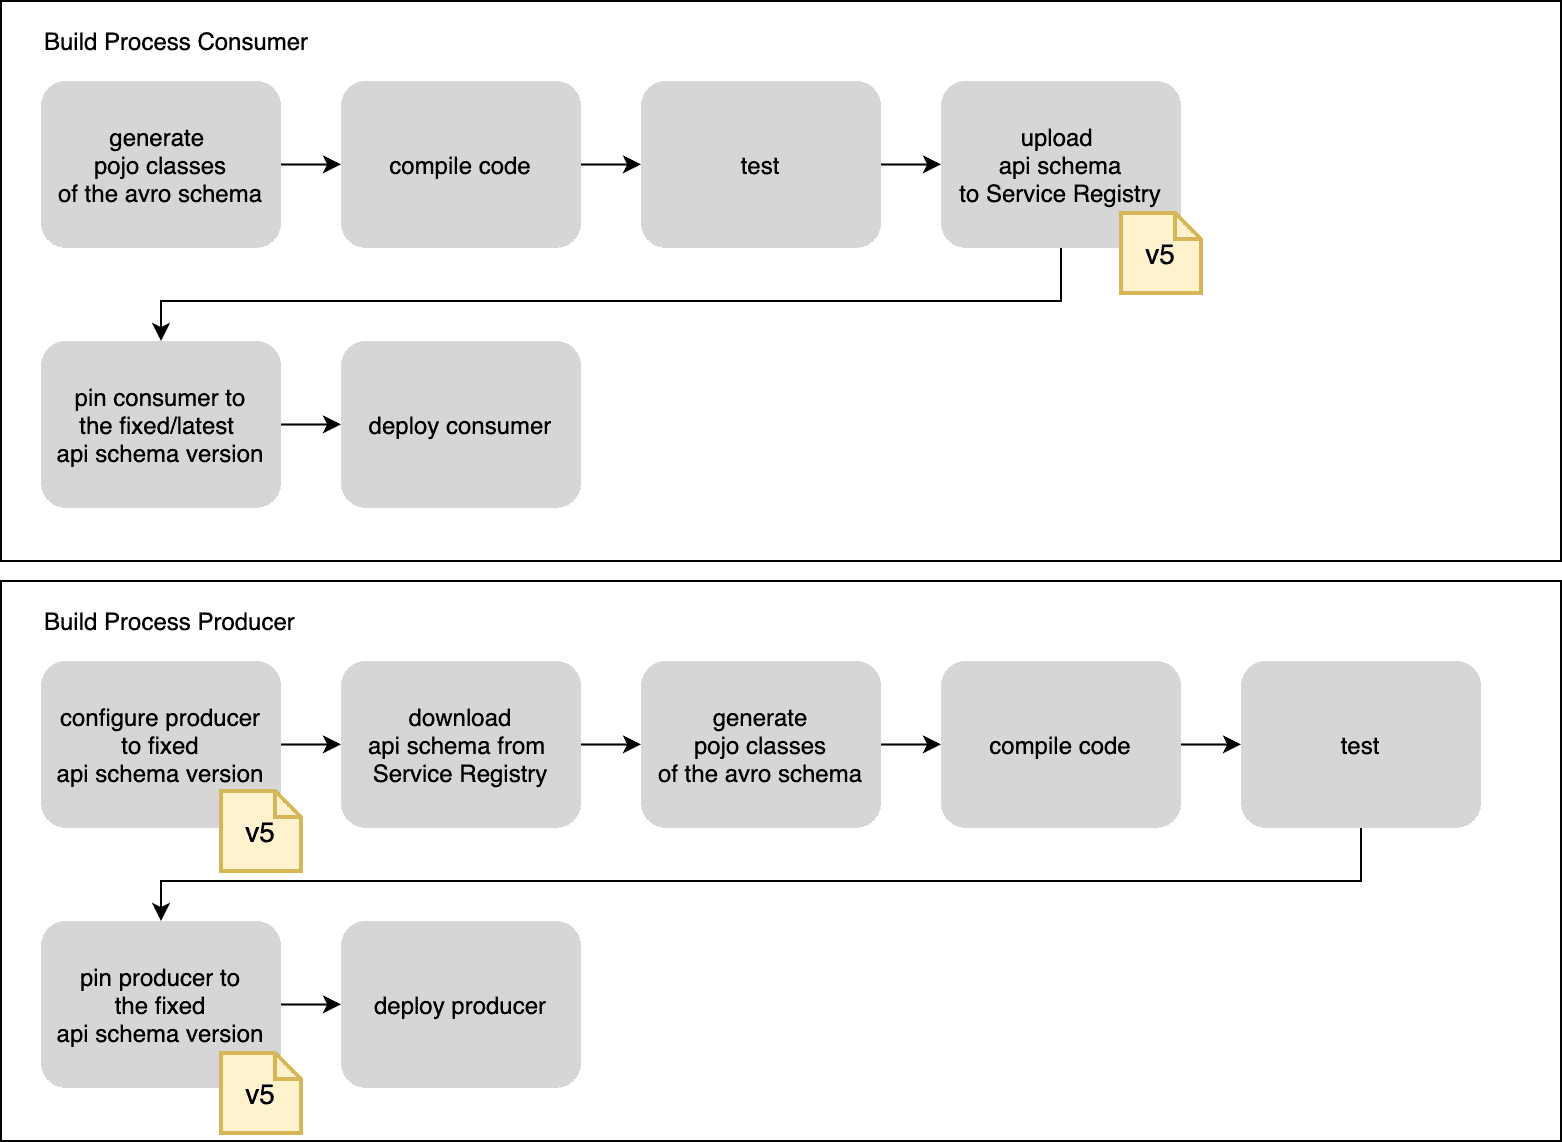 Build Process Consumer
generate
pojo classes
of the avro schema
compile code
test
upload
api schema
to Service Registry
v5
pin consumer to
the fixed/latest
api schema version
deploy consumer
Build Process Producer
configure producer
to fixed
api schema version
v5
download
api schema from
Service Registry
generate
pojo classes
of the avro schema
compile code
test
pin producer to
the fixed
api schema version
v5
deploy producer